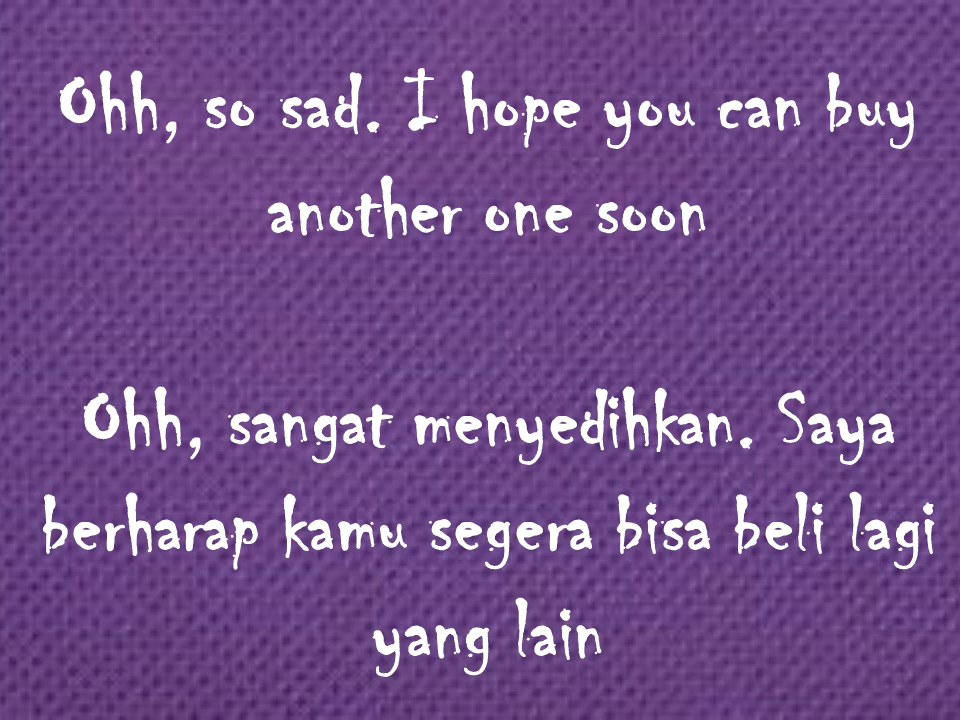 Ohh, so sad. I hope you can buy
another one soon
Ohh, sangat menyedihkan. Saya
berharap kamu segera bisa beli lagi
yang lain